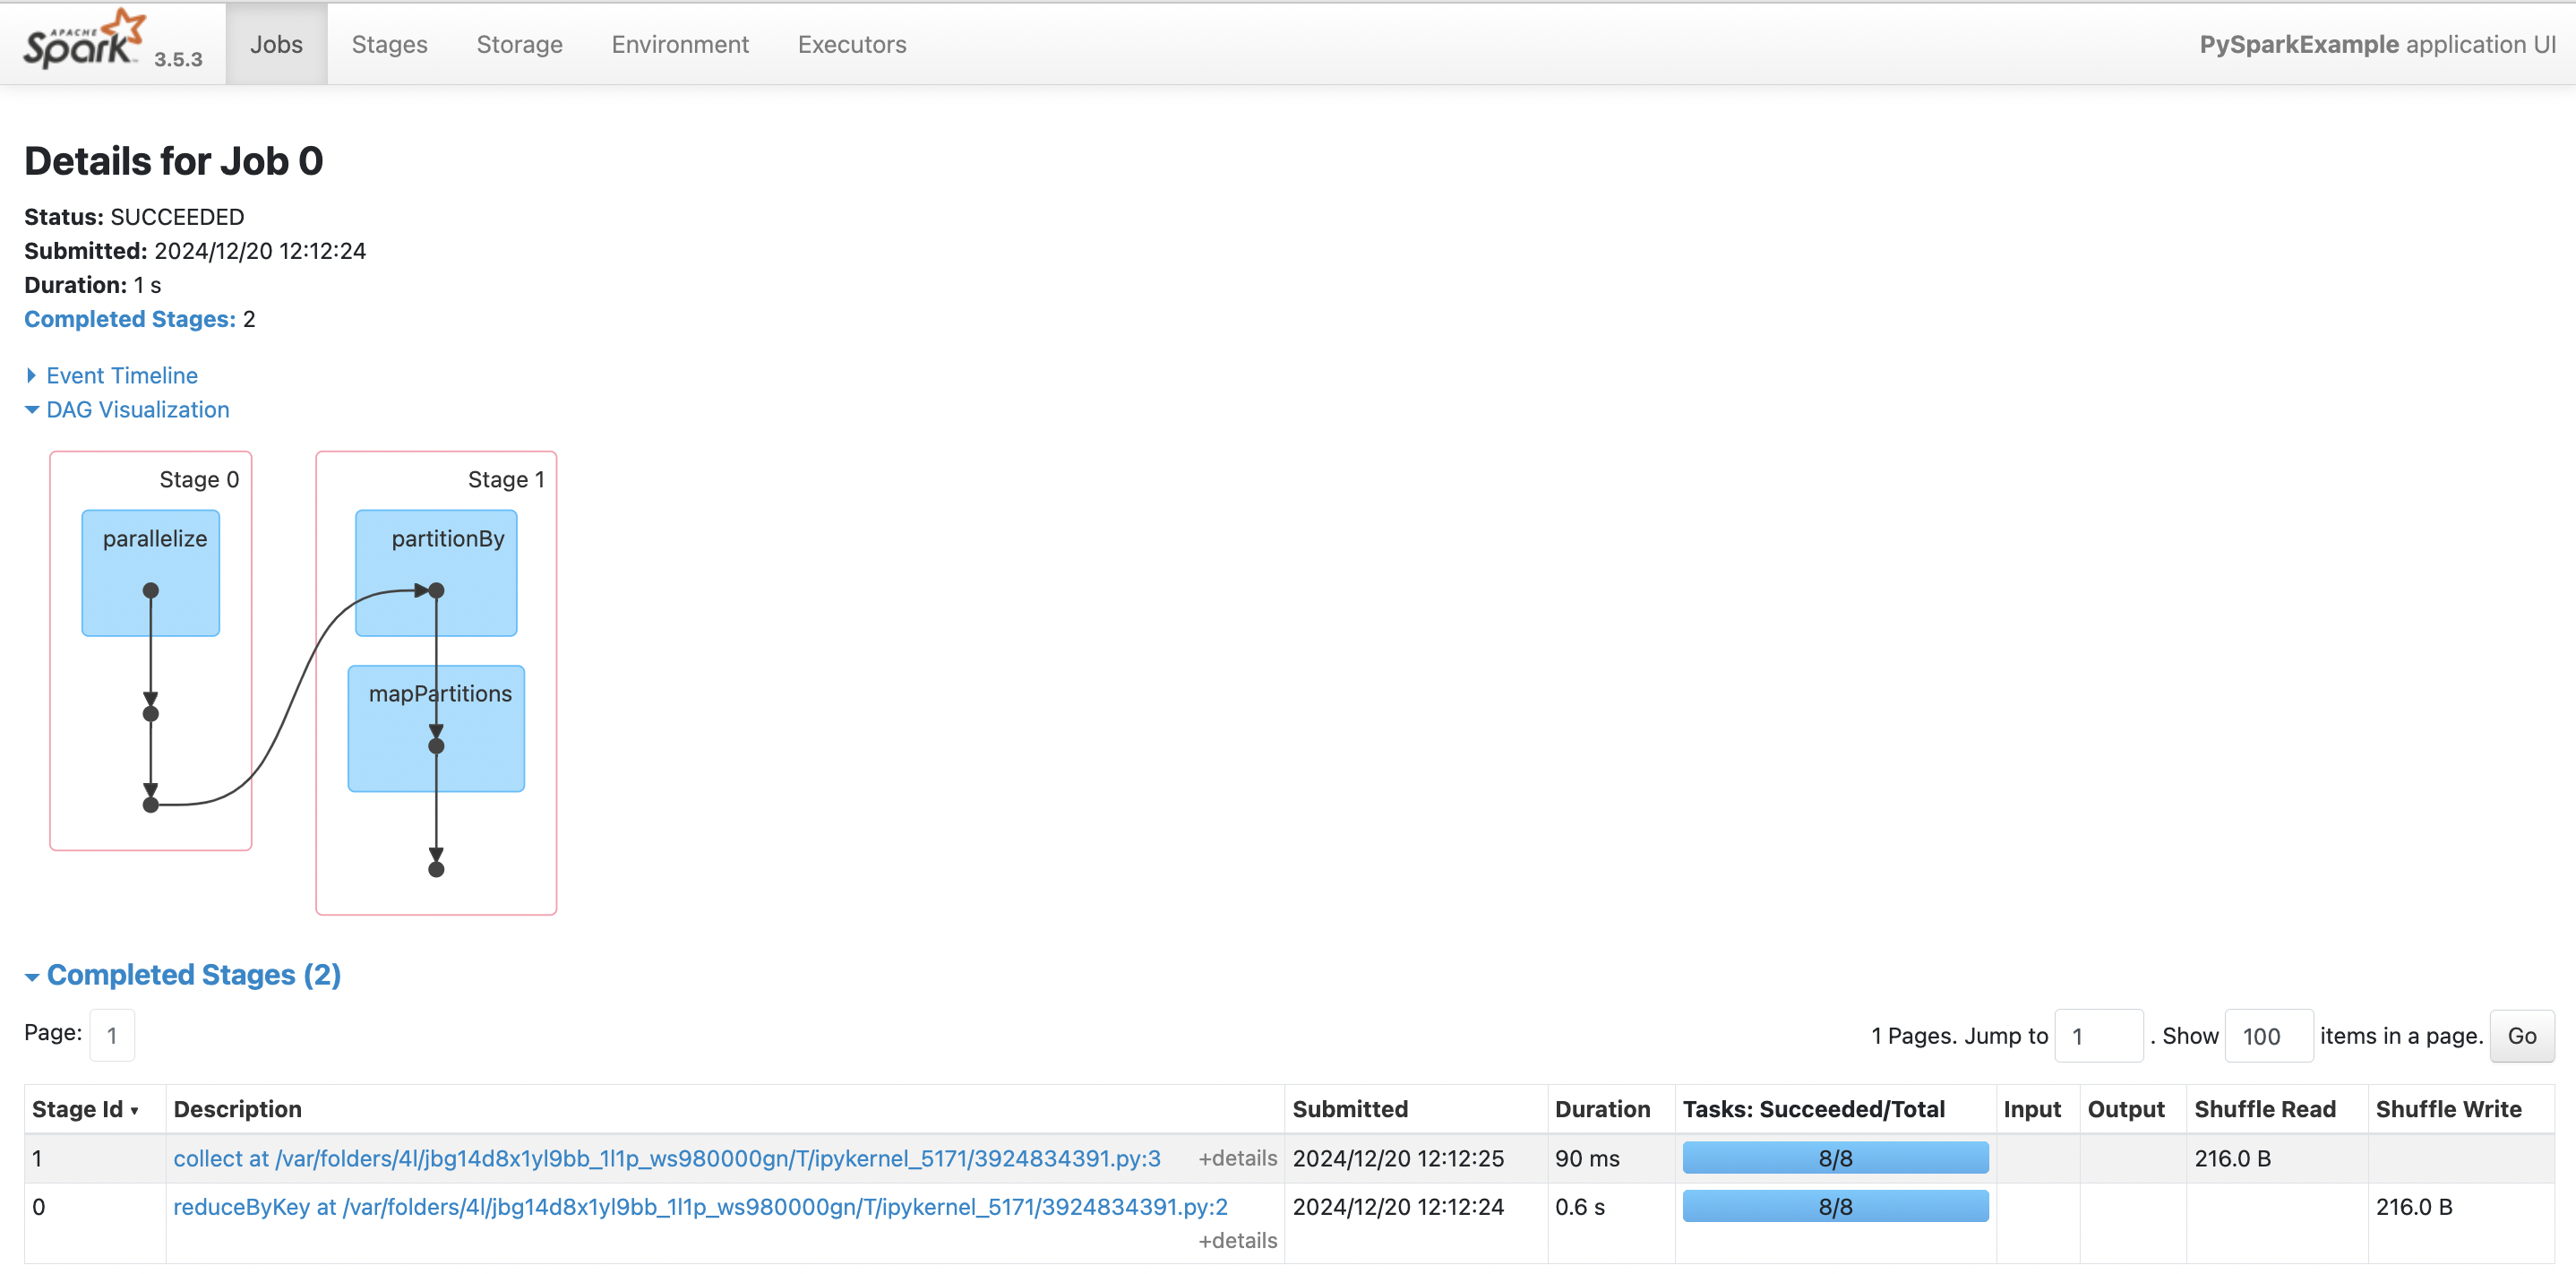 APACHE
Spark 3.5.3 Jobs Stages Storage Environment Executors PySparkExample application UI
Details for Job 0
Status: SUCCEEDED
Submitted: 2024/12/20 12:12:24
Duration: 1 s
Completed Stages: 2
Event Timeline
DAG Visualization
Stage 0 Stage 1
parallelize partitionBy
mapPartitions
Completed Stages (2)
Page: 1 1 Pages. Jump to 1 . Show 100 items in a page. Go
Stage Id Description Submitted Duration Tasks: Succeeded/Total Input Output Shuffle Read Shuffle Write
1 collect at /var/folders/4l/jbg14d8x1yl9bb_1l1p_ws980000gn/T/ipykernel_5171/3924834391.py:3 +details 2024/12/20 12:12:25 90 ms 8/8 216.0 B
0 reduceByKey at /var/folders/4l/jbg14d8x1yl9bb_1l1p_ws980000gn/T/ipykernel_5171/3924834391.py:2 2024/12/20 12:12:24 0.6 s 8/8 216.0 B
+details